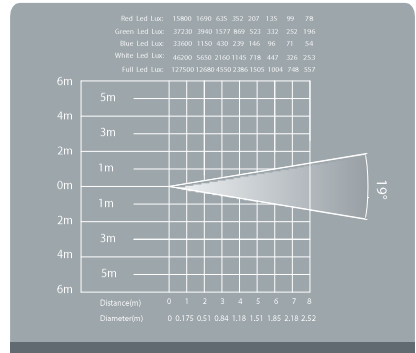 Red Led Lux: 15800 1690 635 352 207 135 99 78
Green Led Lux: 37230 3940 1577 869 523 332 252 196
Blue Led Lux: 33600 1150 430 239 146 96 71 54
White Led Lux: 46200 5650 2160 1145 718 447 326 253
Full Led Lux: 127500 12680 4550 2386 1505 1004 748 557
6m
5m
4m
3m
2m
1m
0m
19°
1m
2m
3m
4m
5m
6m
Distance(m) 0 1 2 3 4 5 6 7 8
Diameter(m) 0 0.175 0.51 0.84 1.18 1.51 1.85 2.18 2.52